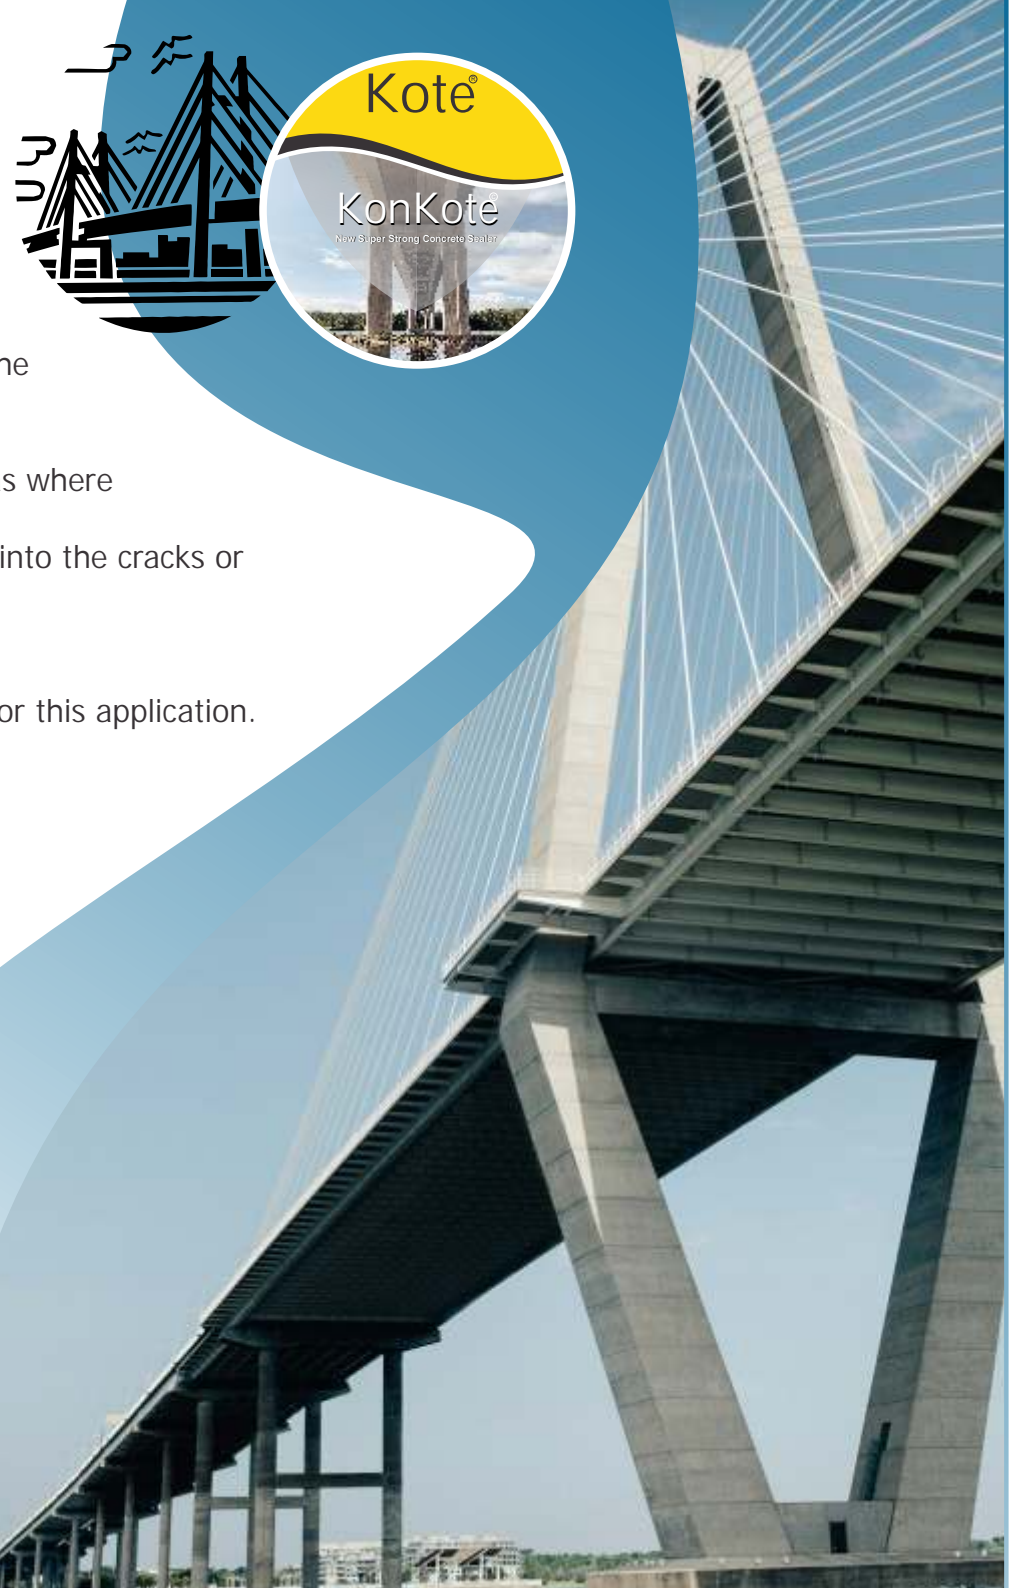 Kote®
KonKote®
New Super Strong Concrete Sealer
he
s where
into the cracks or
or this application.